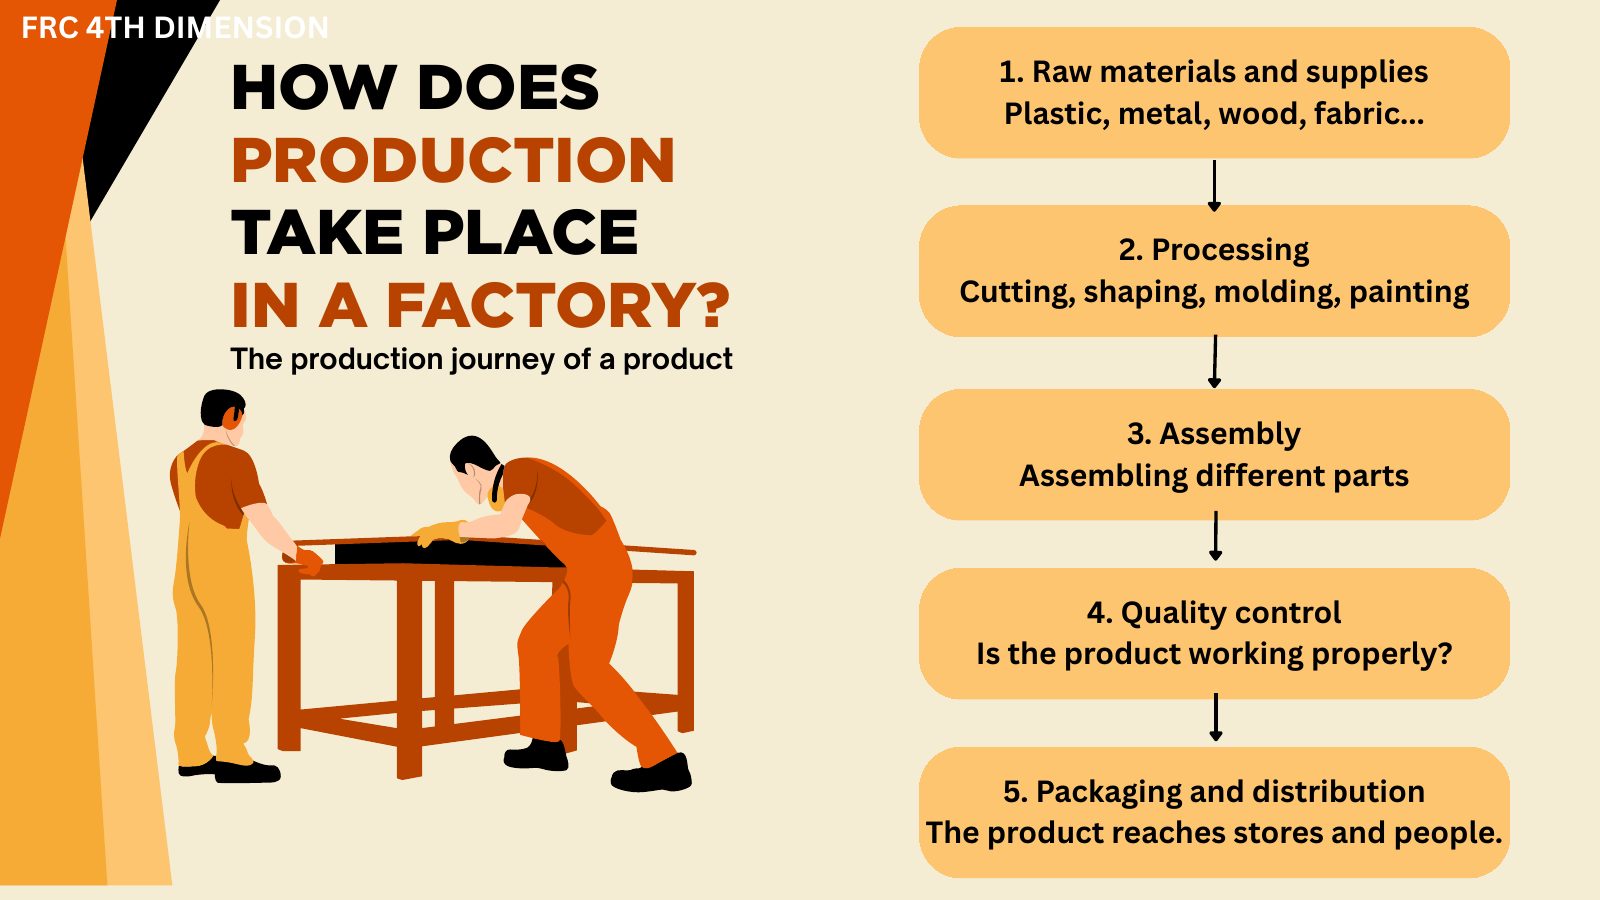 FRC 4TH DIMENSION
HOW DOES
PRODUCTION
TAKE PLACE
IN A FACTORY?
The production journey of a product
1. Raw materials and supplies
Plastic, metal, wood, fabric...
2. Processing
Cutting, shaping, molding, painting
3. Assembly
Assembling different parts
4. Quality control
Is the product working properly?
5. Packaging and distribution
The product reaches stores and people.